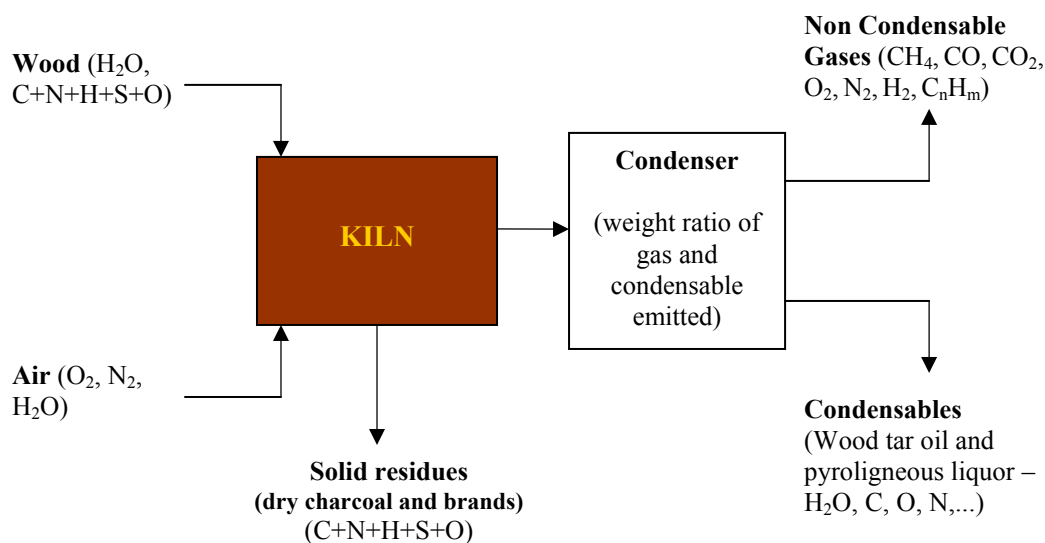 Wood (H₂O,
C+N+H+S+O)
Non Condensable
Gases (CH₄, CO, CO₂,
O₂, N₂, H₂, CₙHₘ)
KILN
Condenser
(weight ratio of
gas and
condensable
emitted)
Air (O₂, N₂,
H₂O)
Solid residues
(dry charcoal and brands)
(C+N+H+S+O)
Condensables
(Wood tar oil and
pyroligneous liquor –
H₂O, C, O, N,...)